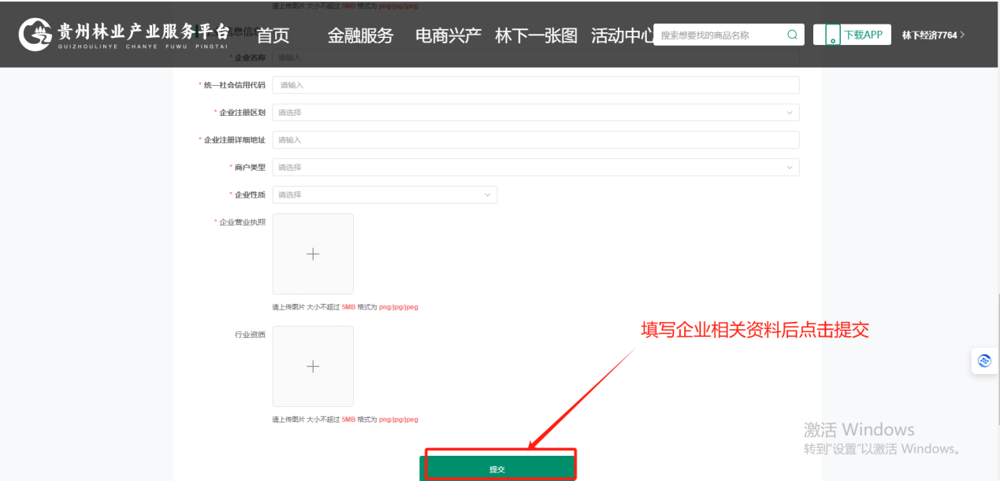 请上传图片 大小不超过 5MB 格式为 png/jpg/jpeg
贵州林业产业服务平台
GUIZHOULINYE CHANYE FUWU PINGTAI
首页 金融服务 电商兴产 林下一张图 活动中心 搜索想要找的商品名称 下载APP 林下经济7764
* 企业名称 请输入
* 统一社会信用代码 请输入
* 企业注册区划 请选择
* 企业注册详细地址 请输入
* 商户类型 请选择
* 企业性质 请选择
* 企业营业执照
请上传图片 大小不超过 5MB 格式为 png/jpg/jpeg
填写企业相关资料后点击提交
行业资质
请上传图片 大小不超过 5MB 格式为 png/jpg/jpeg
激活 Windows
转到"设置"以激活 Windows。
提交